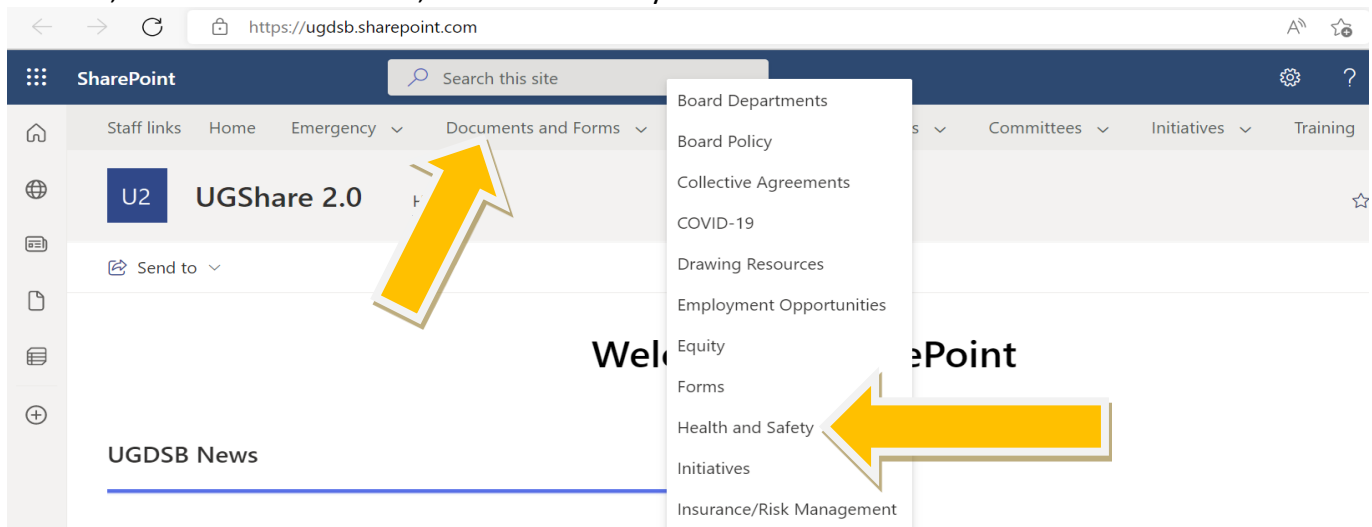 https://ugdsb.sharepoint.com
SharePoint
Search this site
?
Staff links Home Emergency Documents and Forms Committees Initiatives Training
U2 UGShare 2.0
Send to
UGDSB News
Board Departments
Board Policy
Collective Agreements
COVID-19
Drawing Resources
Employment Opportunities
Equity
Forms
Health and Safety
Initiatives
Insurance/Risk Management